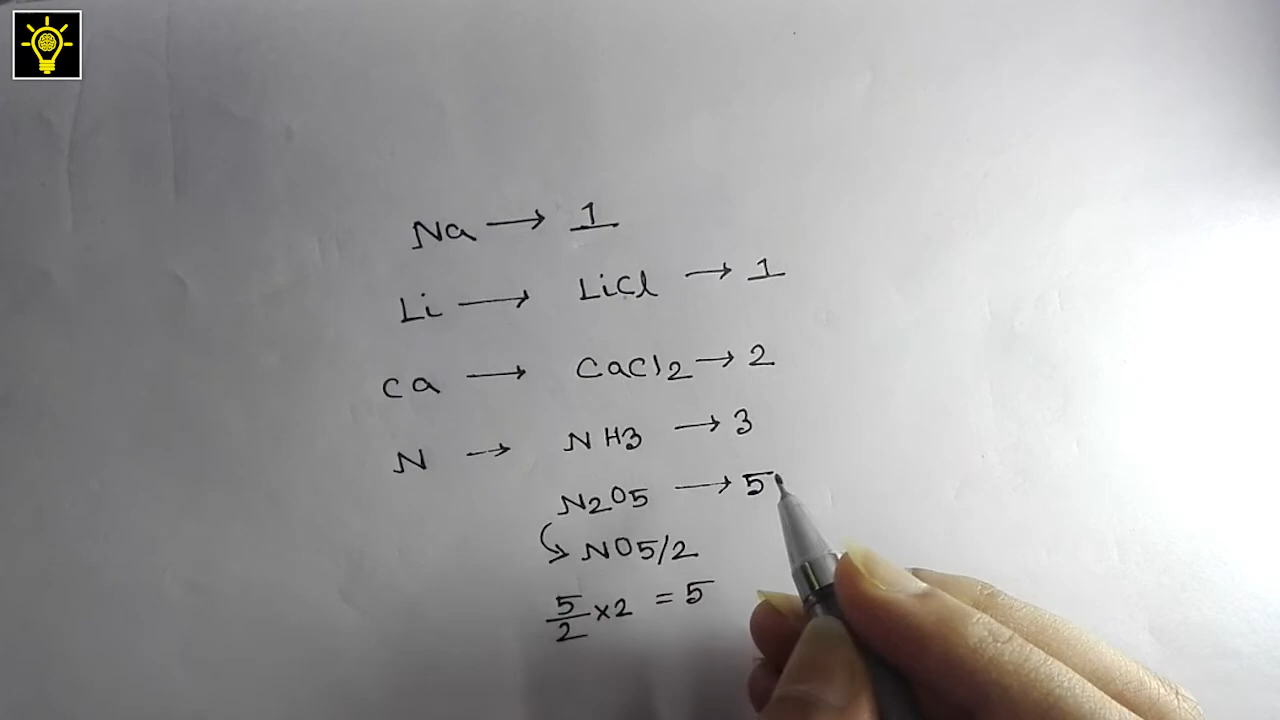 Na → 1
Li → LiCl → 1
Ca → CaCl2 → 2
N → NH3 → 3
N2O5 → 5
NO5/2
5/2 x2 = 5